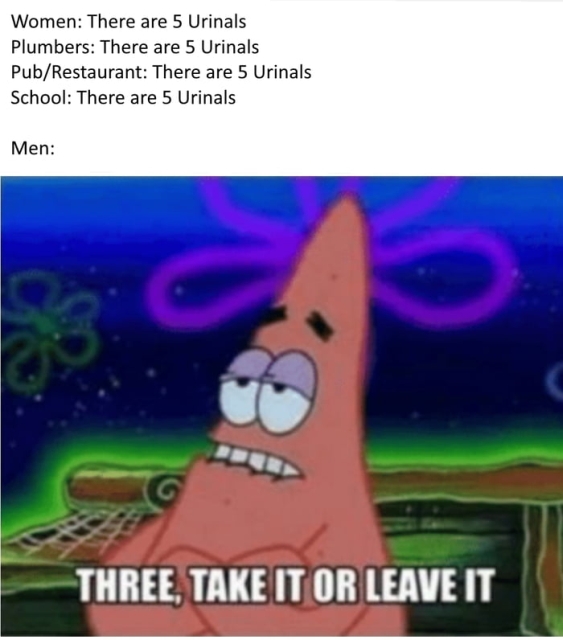 Women: There are 5 Urinals
Plumbers: There are 5 Urinals
Pub/Restaurant: There are 5 Urinals
School: There are 5 Urinals
Men:
THREE, TAKE IT OR LEAVE IT